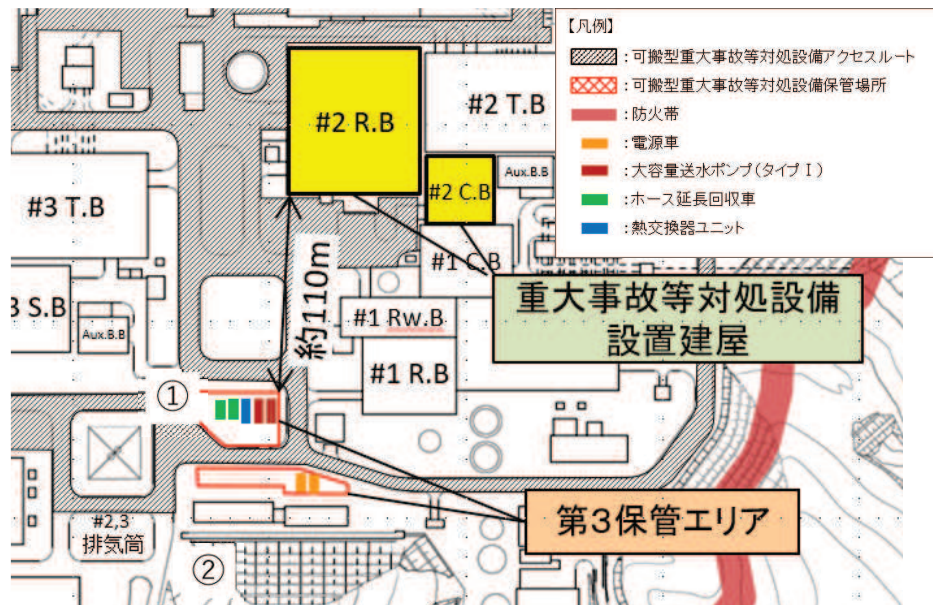 【凡例】
：可搬型重大事故等対処設備アクセスルート
：可搬型重大事故等対処設備保管場所
：防火帯
：電源車
：大容量送水ポンプ（タイプⅠ）
：ホース延長回収車
：熱交換器ユニット
#2 R.B
#2 T.B
#2 C.B
Aux.B.B
#3 T.B
#1 C.B
3 S.B
Aux.B.B
約110m
#1 Rw.B
#1 R.B
重大事故等対処設備
設置建屋
①
第３保管エリア
#2,3
排気筒
②